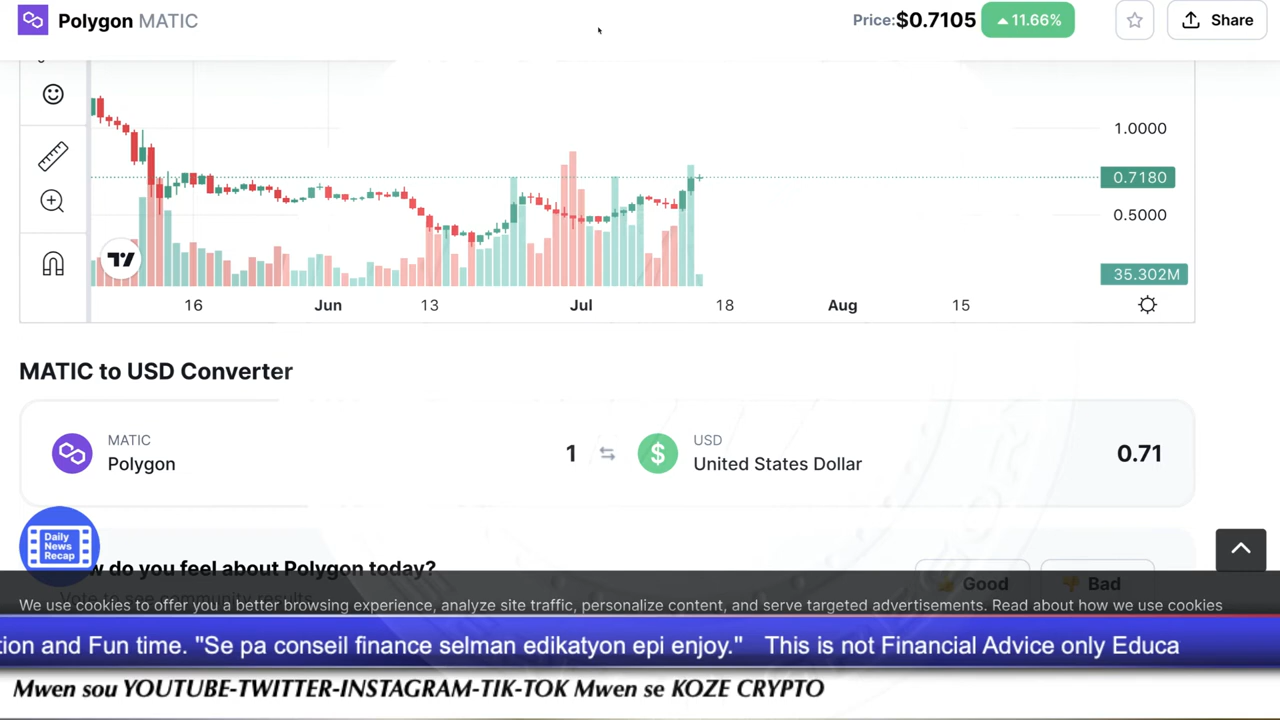 Polygon MATIC
Price:$0.7105
11.66%
Share
1.0000
0.7180
0.5000
35.302M
16
Jun
13
Jul
18
Aug
15
MATIC to USD Converter
MATIC
Polygon
1
USD
United States Dollar
0.71
Daily
News
Recap
w do you feel about Polygon today?
Vote to see community results
Good
Bad
We use cookies to offer you a better browsing experience, analyze site traffic, personalize content, and serve targeted advertisements. Read about how we use cookies
tion and Fun time. "Se pa conseil finance selman edikatyon epi enjoy." This is not Financial Advice only Educa
Mwen sou YOUTUBE-TWITTER-INSTAGRAM-TIK-TOK Mwen se KOZE CRYPTO